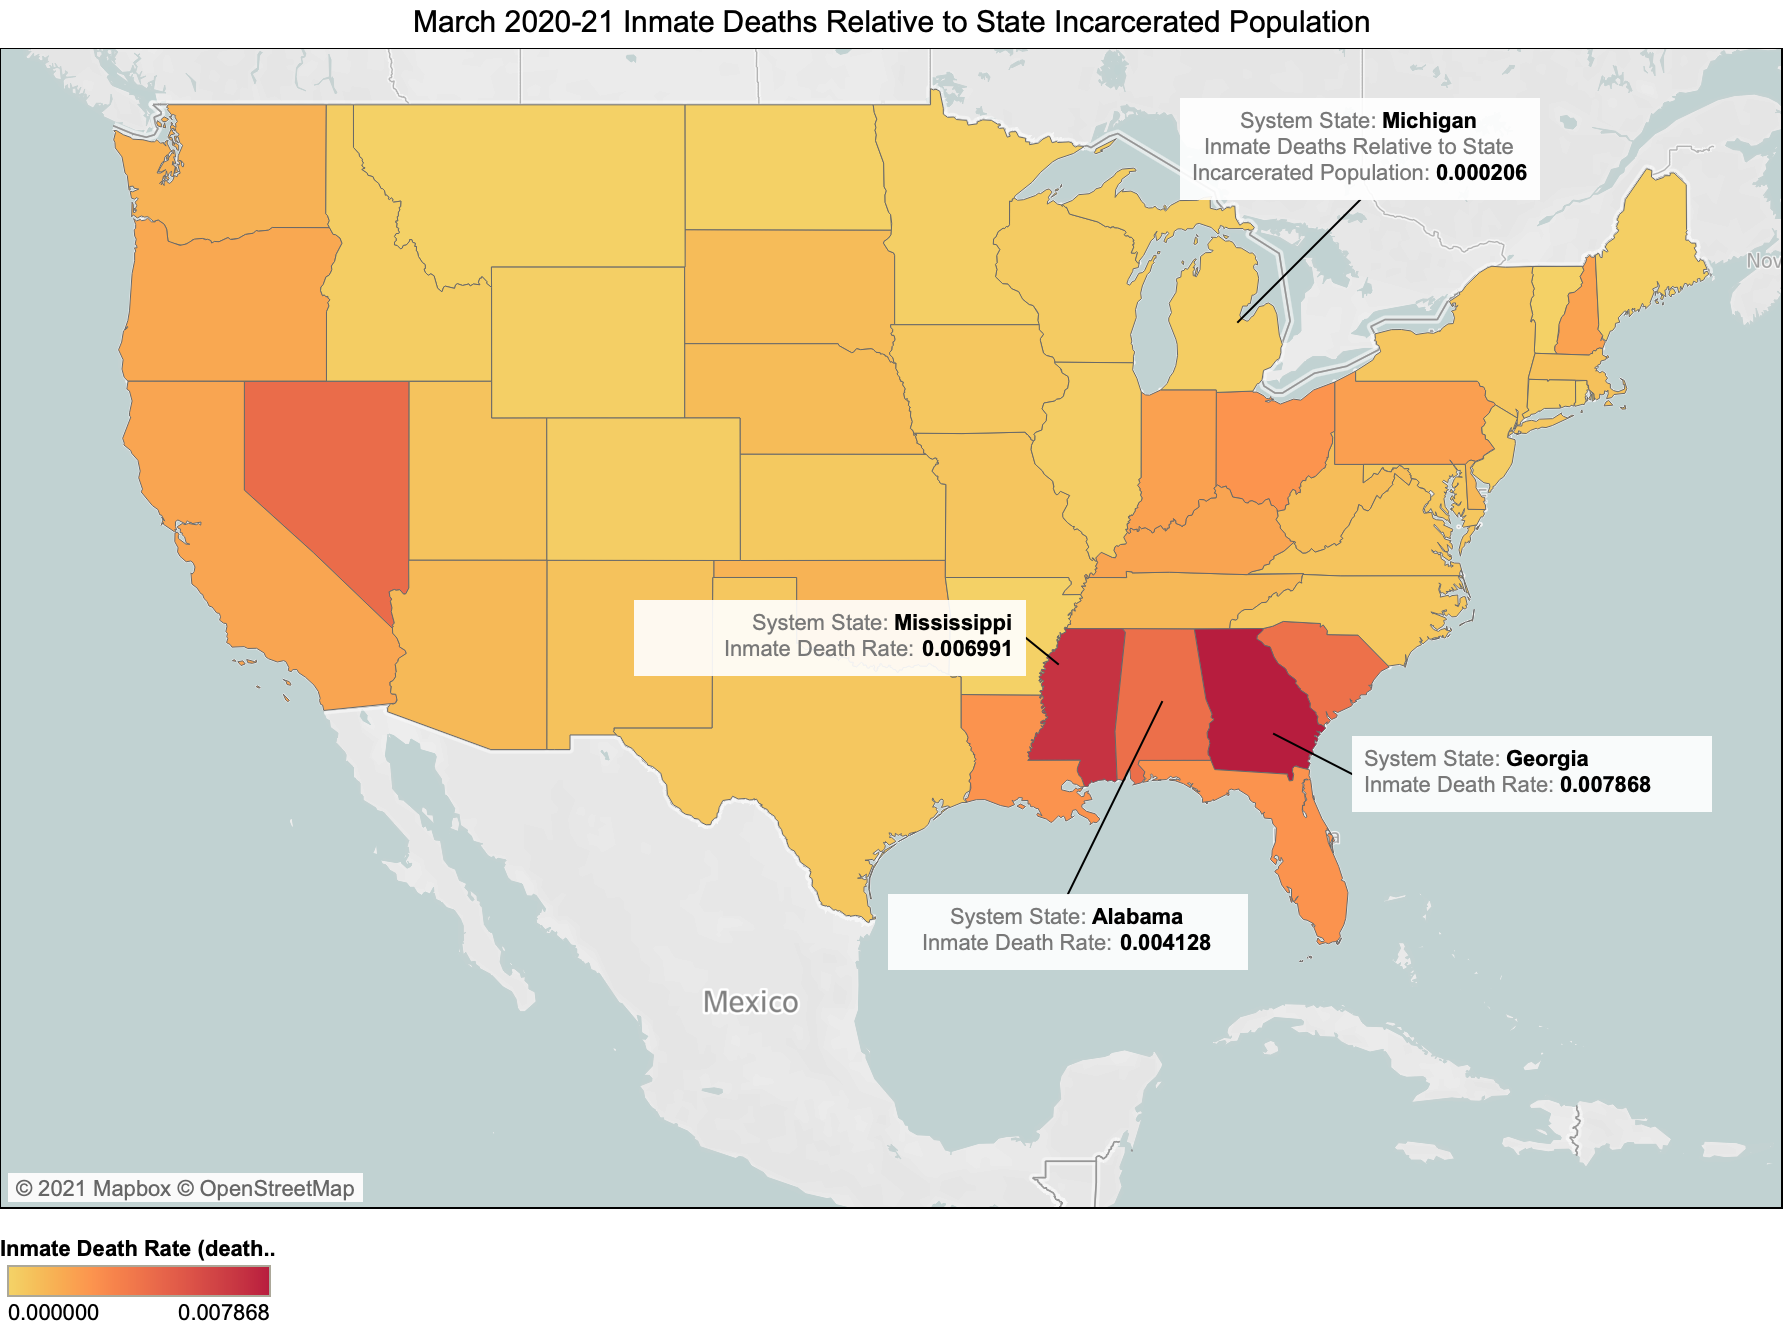 March 2020-21 Inmate Deaths Relative to State Incarcerated Population
System State: Michigan
Inmate Deaths Relative to State
Incarcerated Population: 0.000206
Nov
System State: Mississippi
Inmate Death Rate: 0.006991
System State: Georgia
Inmate Death Rate: 0.007868
a
System State: Alabama
Inmate Death Rate: 0.004128
Mexico
© 2021 Mapbox © OpenStreetMap
Inmate Death Rate (death..
0.000000 0.007868